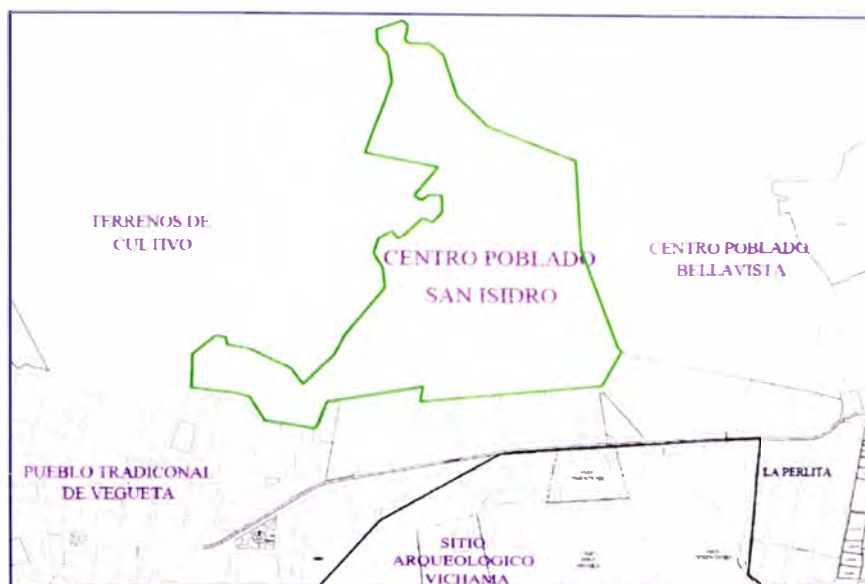 TERRENOS DE
CULTIVO
CENTRO POBLADO
SAN ISIDRO
CENTRO POBLADO
BELLAVISTA
PUEBLO TRADICONAL
DE VEGUETA
LA PERLITA
SITIO
ARQUEOLOGICO
VICHAMA